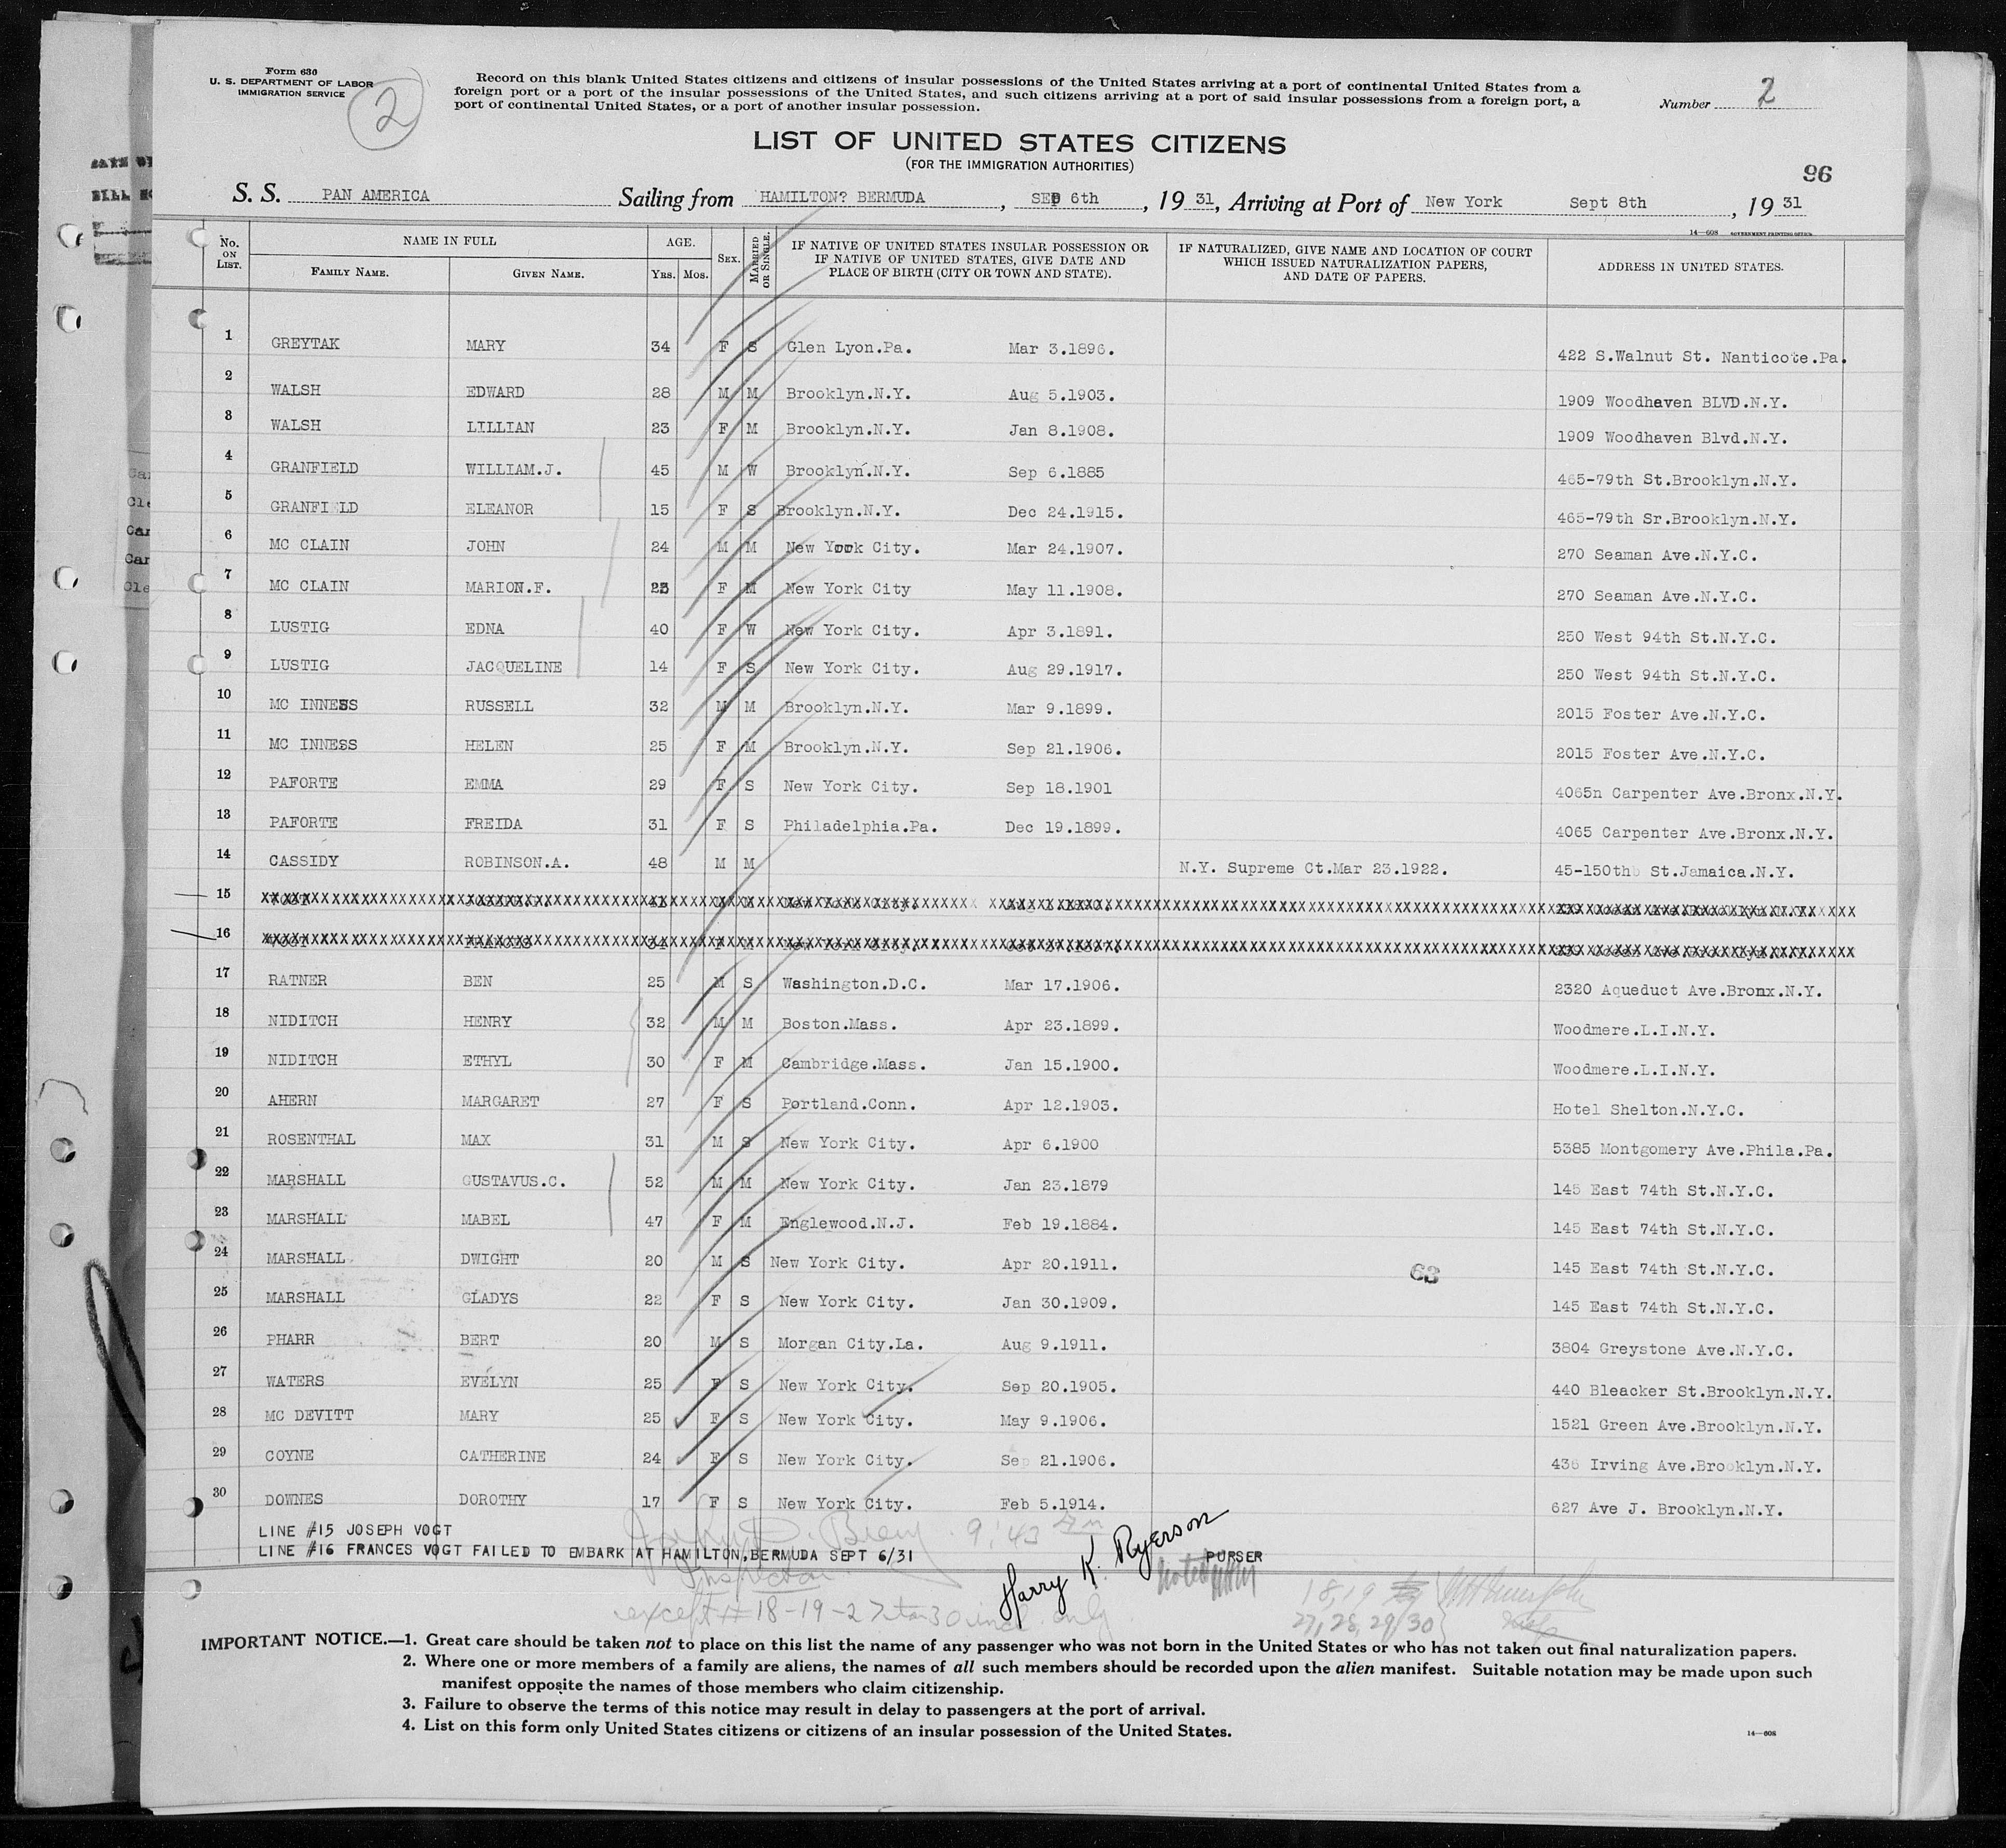 Form 630
U. S. DEPARTMENT OF LABOR
IMMIGRATION SERVICE
2
Record on this blank United States citizens and citizens of insular possessions of the United States arriving at a port of continental United States from a
foreign port or a port of the insular possessions of the United States, and such citizens arriving at a port of said insular possessions from a foreign port, a
port of continental United States, or a port of another insular possession.
Number 2
LIST OF UNITED STATES CITIZENS
(FOR THE IMMIGRATION AUTHORITIES)
96
S. S. PAN AMERICA Sailing from HAMILTON? BERMUDA, SEP 6th, 19 31, Arriving at Port of New York Sept 8th, 19 31
14—608 GOVERNMENT PRINTING OFFICE
No. ON LIST. NAME IN FULL AGE. SEX. MARRIED OR SINGLE. IF NATIVE OF UNITED STATES INSULAR POSSESSION OR IF NATIVE OF UNITED STATES, GIVE DATE AND PLACE OF BIRTH (CITY OR TOWN AND STATE). IF NATURALIZED, GIVE NAME AND LOCATION OF COURT WHICH ISSUED NATURALIZATION PAPERS, AND DATE OF PAPERS. ADDRESS IN UNITED STATES.
FAMILY NAME. GIVEN NAME. YRS. MOS.
1 GREYTAK MARY 34 F S Glen Lyon.Pa. Mar 3.1896. 422 S.Walnut St. Nanticote.Pa.
2 WALSH EDWARD 28 M M Brooklyn.N.Y. Aug 5.1903. 1909 Woodhaven BLVD.N.Y.
3 WALSH LILLIAN 23 F M Brooklyn.N.Y. Jan 8.1908. 1909 Woodhaven Blvd.N.Y.
4 GRANFIELD WILLIAM.J. 45 M W Brooklyn.N.Y. Sep 6.1885 465-79th St.Brooklyn.N.Y.
5 GRANFIELD ELEANOR 15 F S Brooklyn.N.Y. Dec 24.1915. 465-79th Sr.Brooklyn.N.Y.
6 MC CLAIN JOHN 24 M M New York City. Mar 24.1907. 270 Seaman Ave.N.Y.C.
7 MC CLAIN MARION.F. 23 F M New York City May 11.1908. 270 Seaman Ave.N.Y.C.
8 LUSTIG EDNA 40 F W New York City. Apr 3.1891. 250 West 94th St.N.Y.C.
9 LUSTIG JACQUELINE 14 F S New York City. Aug 29.1917. 250 West 94th St.N.Y.C.
10 MC INNESS RUSSELL 32 M M Brooklyn.N.Y. Mar 9.1899. 2015 Foster Ave.N.Y.C.
11 MC INNESS HELEN 25 F M Brooklyn.N.Y. Sep 21.1906. 2015 Foster Ave.N.Y.C.
12 PAFORTE EMMA 29 F S New York City. Sep 18.1901 4065n Carpenter Ave.Bronx.N.Y.
13 PAFORTE FREIDA 31 F S Philadelphia.Pa. Dec 19.1899. 4065 Carpenter Ave.Bronx.N.Y.
14 CASSIDY ROBINSON.A. 48 M M N.Y. Supreme Ct.Mar 23.1922. 45-150th St.Jamaica.N.Y.
15
16
17 RATNER BEN 25 M S Washington.D.C. Mar 17.1906. 2320 Aqueduct Ave.Bronx.N.Y.
18 NIDITCH HENRY 32 M M Boston.Mass. Apr 23.1899. Woodmere.L.I.N.Y.
19 NIDITCH ETHYL 30 F M Cambridge.Mass. Jan 15.1900. Woodmere.L.I.N.Y.
20 AHERN MARGARET 27 F S Portland.Conn. Apr 12.1903. Hotel Shelton.N.Y.C.
21 ROSENTHAL MAX 31 M S New York City. Apr 6.1900 5385 Montgomery Ave.Phila.Pa.
22 MARSHALL GUSTAVUS.C. 52 M M New York City. Jan 23.1879 145 East 74th St.N.Y.C.
23 MARSHALL MABEL 47 F M Englewood.N.J. Feb 19.1884. 145 East 74th St.N.Y.C.
24 MARSHALL DWIGHT 20 M S New York City. Apr 20.1911. 145 East 74th St.N.Y.C.
63
25 MARSHALL GLADYS 22 F S New York City. Jan 30.1909. 145 East 74th St.N.Y.C.
26 PHARR BERT 20 M S Morgan City.La. Aug 9.1911. 3804 Greystone Ave.N.Y.C.
27 WATERS EVELYN 25 F S New York City. Sep 20.1905. 440 Bleacker St.Brooklyn.N.Y.
28 MC DEVITT MARY 25 F S New York City. May 9.1906. 1521 Green Ave.Brooklyn.N.Y.
29 COYNE CATHERINE 24 F S New York City. Sep 21.1906. 436 Irving Ave.Brooklyn.N.Y.
30 DOWNES DOROTHY 17 F S New York City. Feb 5.1914. 627 Ave J. Brooklyn.N.Y.
LINE #15 JOSEPH VOGT
LINE #16 FRANCES VOGT FAILED TO EMBARK AT HAMILTON,BERMUDA SEPT 6/31
9:43 am
Inspector
Harry K. Ryerson PURSER
except # 18-19-27 to 30 incl. only
18,19
27, 28, 29, 30
IMPORTANT NOTICE.—1. Great care should be taken not to place on this list the name of any passenger who was not born in the United States or who has not taken out final naturalization papers.
2. Where one or more members of a family are aliens, the names of all such members should be recorded upon the alien manifest. Suitable notation may be made upon such
manifest opposite the names of those members who claim citizenship.
3. Failure to observe the terms of this notice may result in delay to passengers at the port of arrival.
4. List on this form only United States citizens or citizens of an insular possession of the United States.
14—608